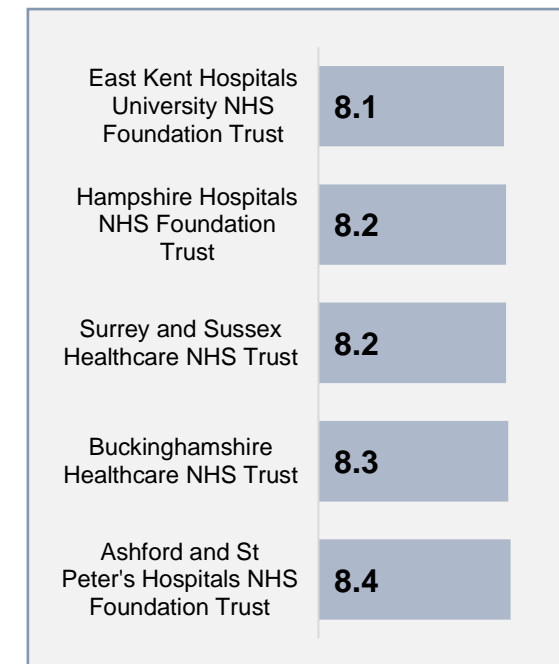 East Kent Hospitals
University NHS
Foundation Trust
8.1
Hampshire Hospitals
NHS Foundation
Trust
8.2
Surrey and Sussex
Healthcare NHS Trust
8.2
Buckinghamshire
Healthcare NHS Trust
8.3
Ashford and St
Peter's Hospitals NHS
Foundation Trust
8.4